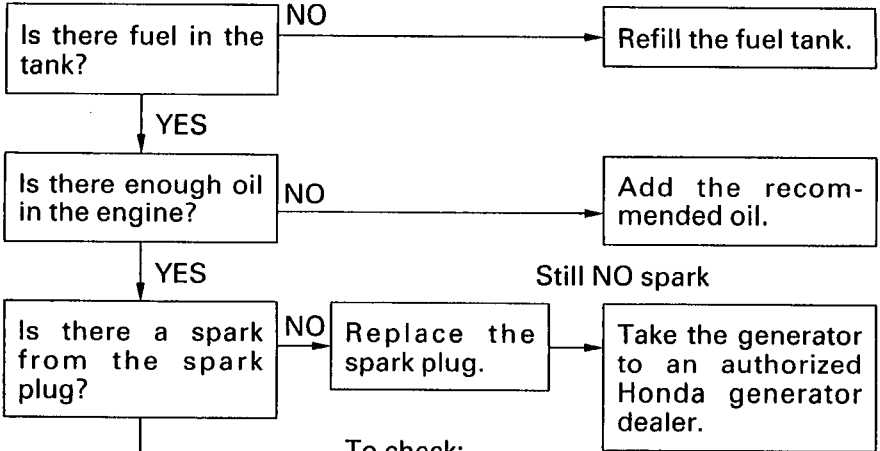 Is there fuel in the
tank?
NO
Refill the fuel tank.
YES
Is there enough oil
in the engine?
NO
Add the recom-
mended oil.
YES
Still NO spark
Is there a spark
from the spark
plug?
NO
Replace the
spark plug.
Take the generator
to an authorized
Honda generator
dealer.
To check: